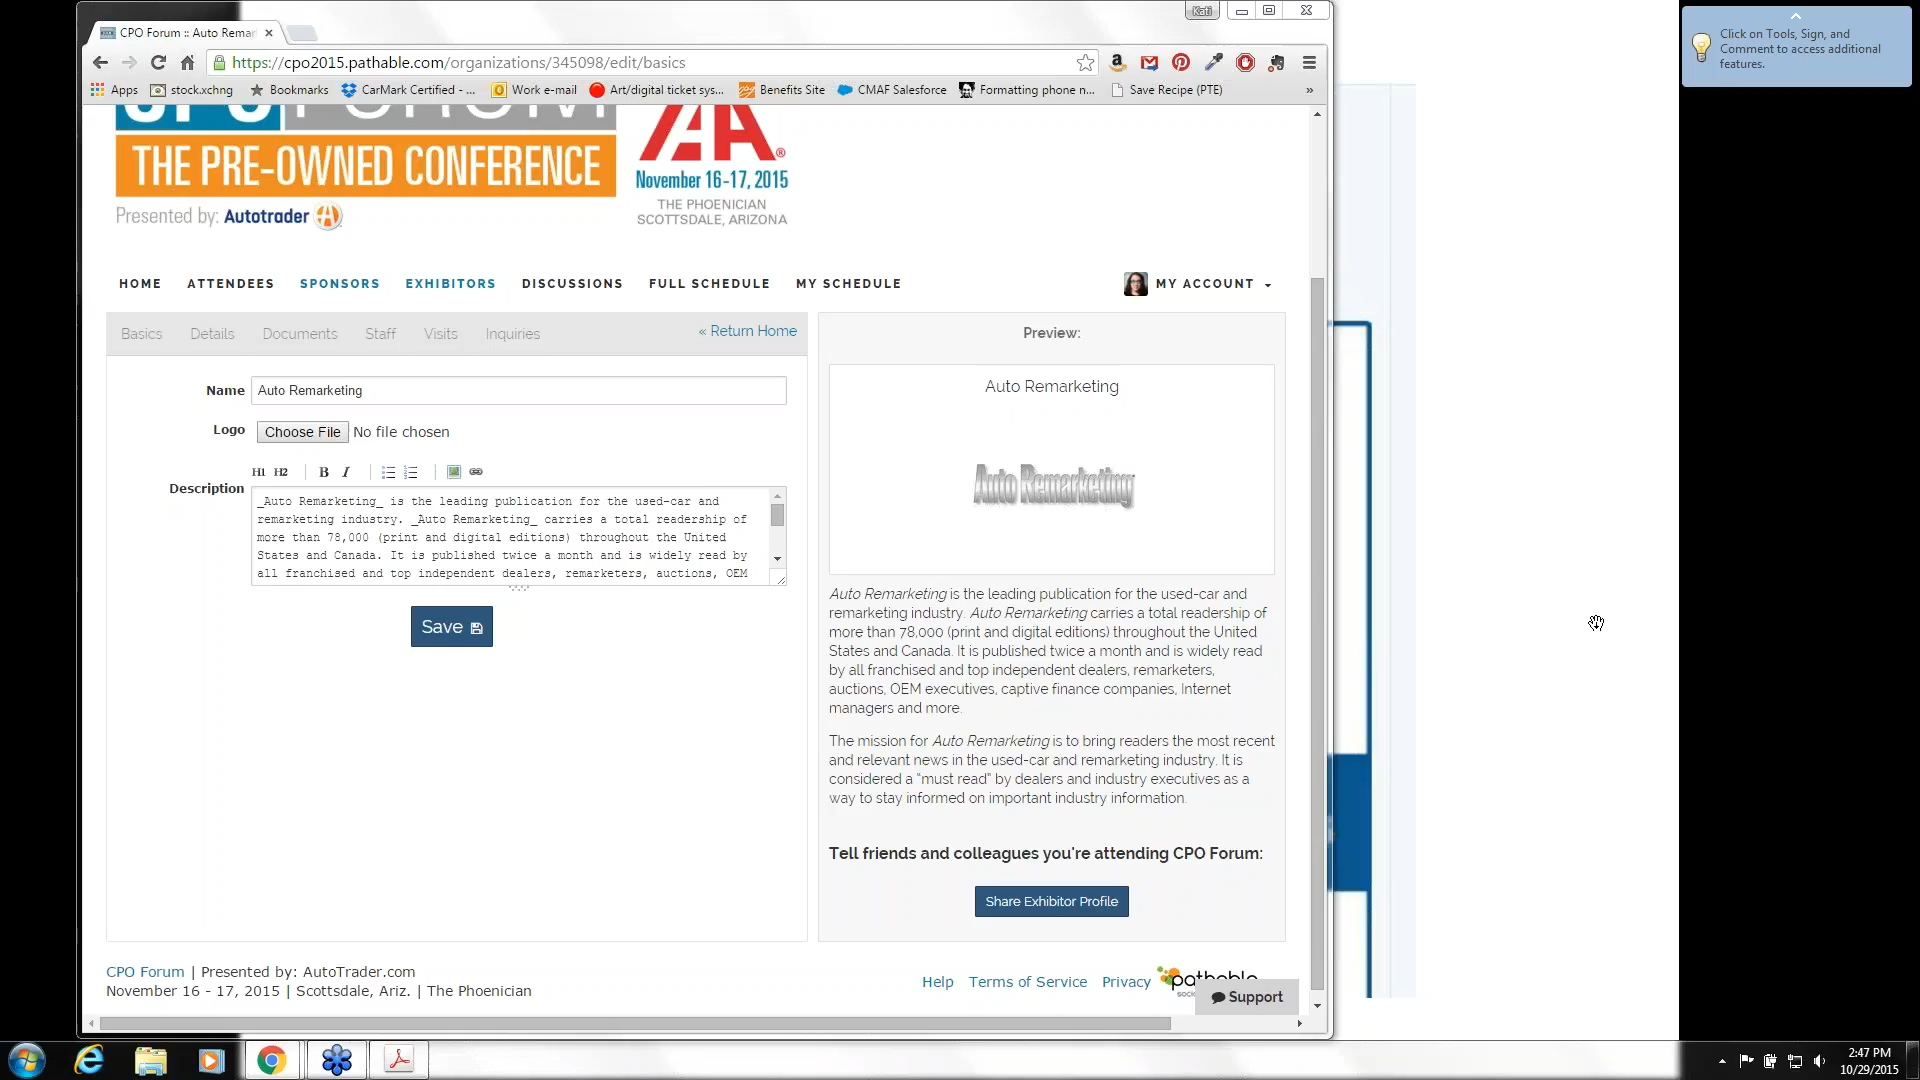 Kati
CPO Forum :: Auto Remar
https://cpo2015.pathable.com/organizations/345098/edit/basics
Apps stock.xchng Bookmarks CarMark Certified - ... Work e-mail Art/digital ticket sys... Benefits Site CMAF Salesforce Formatting phone n... Save Recipe (PTE) »
CPO FORUM
THE PRE-OWNED CONFERENCE
Presented by: Autotrader
®
November 16-17, 2015
THE PHOENICIAN
SCOTTSDALE, ARIZONA
HOME ATTENDEES SPONSORS EXHIBITORS DISCUSSIONS FULL SCHEDULE MY SCHEDULE MY ACCOUNT
Basics Details Documents Staff Visits Inquiries « Return Home
Name Auto Remarketing
Logo Choose File No file chosen
H1 H2 B I
Description
_Auto Remarketing_ is the leading publication for the used-car and
remarketing industry. _Auto Remarketing_ carries a total readership of
more than 78,000 (print and digital editions) throughout the United
States and Canada. It is published twice a month and is widely read by
all franchised and top independent dealers, remarketers, auctions, OEM
Save
Preview:
Auto Remarketing
Auto Remarketing
Auto Remarketing is the leading publication for the used-car and
remarketing industry. Auto Remarketing carries a total readership of
more than 78,000 (print and digital editions) throughout the United
States and Canada. It is published twice a month and is widely read
by all franchised and top independent dealers, remarketers,
auctions, OEM executives, captive finance companies, Internet
managers and more.
The mission for Auto Remarketing is to bring readers the most recent
and relevant news in the used-car and remarketing industry. It is
considered a “must read” by dealers and industry executives as a
way to stay informed on important industry information.
Tell friends and colleagues you're attending CPO Forum:
Share Exhibitor Profile
CPO Forum | Presented by: AutoTrader.com
November 16 - 17, 2015 | Scottsdale, Ariz. | The Phoenician
Help Terms of Service Privacy pathable
Support
Click on Tools, Sign, and
Comment to access additional
features.
2:47 PM
10/29/2015